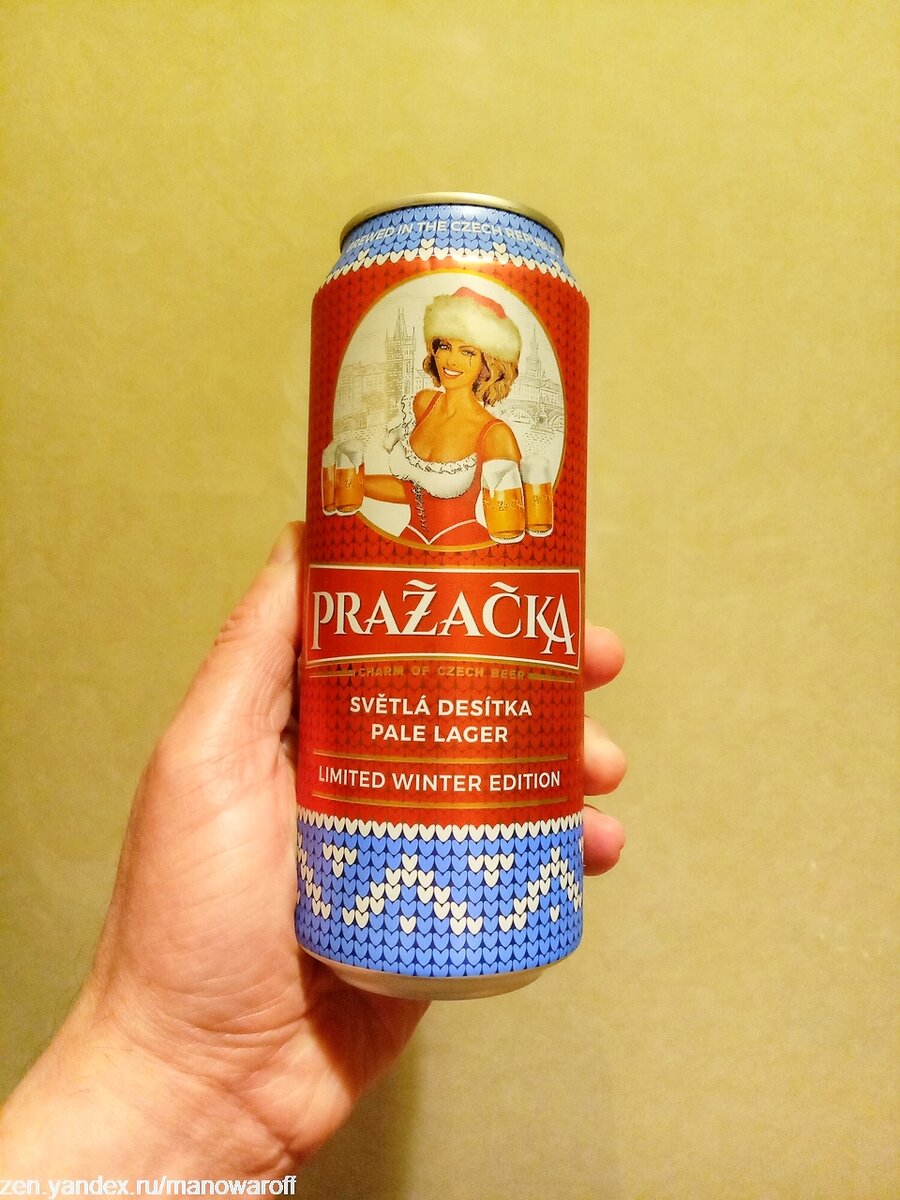 BREWED IN THE CZECH REPUBLIC
PRAŽAČKA
CHARM OF CZECH BEER
SVĚTLÁ DESÍTKA
PALE LAGER
LIMITED WINTER EDITION
zen.yandex.ru/manowaroff